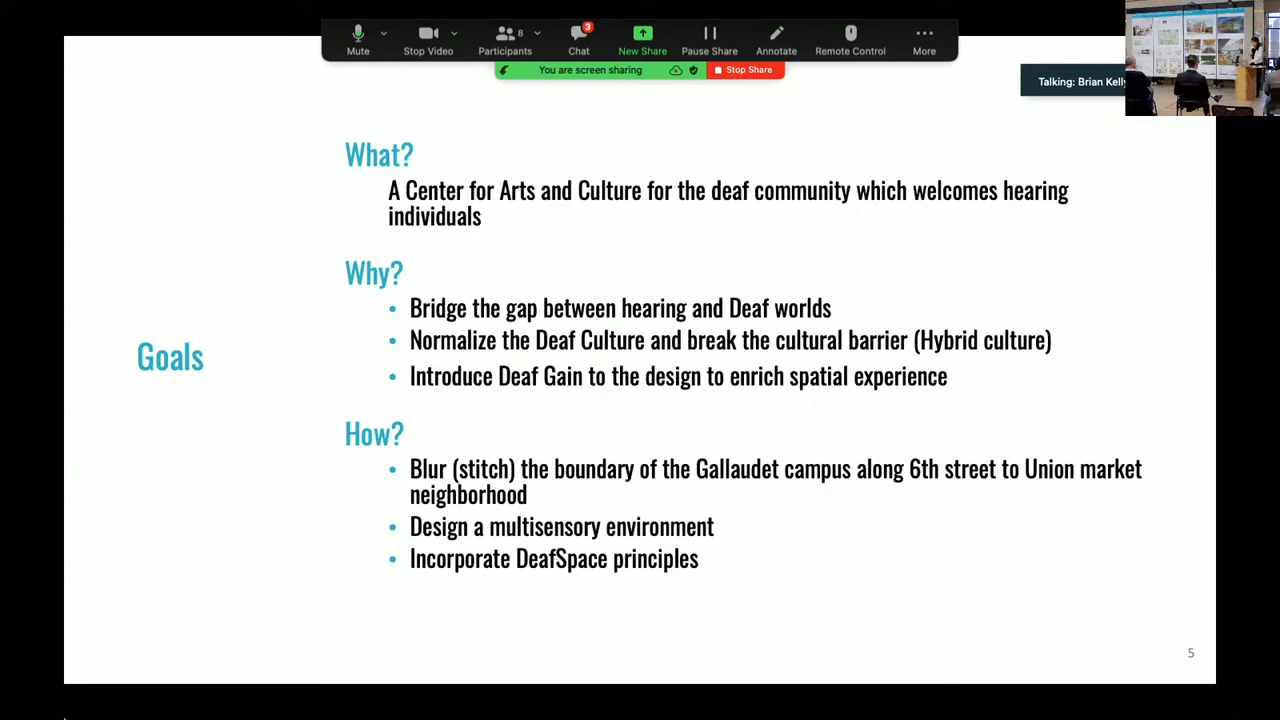 Mute
Stop Video
Participants
8
Chat
3
New Share
Pause Share
Annotate
Remote Control
More
You are screen sharing
Stop Share
Talking: Brian Kelly
What?
A Center for Arts and Culture for the deaf community which welcomes hearing
individuals
Why?
• Bridge the gap between hearing and Deaf worlds
• Normalize the Deaf Culture and break the cultural barrier (Hybrid culture)
• Introduce Deaf Gain to the design to enrich spatial experience
Goals
How?
• Blur (stitch) the boundary of the Gallaudet campus along 6th street to Union market
neighborhood
• Design a multisensory environment
• Incorporate DeafSpace principles
5